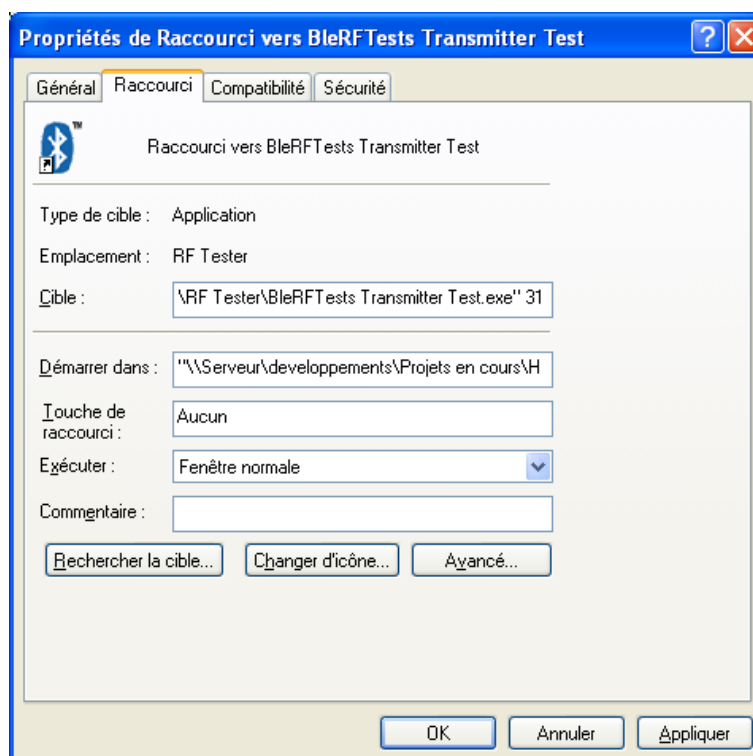 Propriétés de Raccourci vers BleRFTests Transmitter Test
Général Raccourci Compatibilité Sécurité
TM
Raccourci vers BleRFTests Transmitter Test
Type de cible : Application
Emplacement : RF Tester
Cible : \RF Tester\BleRFTests Transmitter Test.exe" 31
Démarrer dans : "\\Serveur\developpements\Projets en cours\H
Touche de
raccourci : Aucun
Exécuter : Fenêtre normale
Commentaire :
Rechercher la cible... Changer d'icône... Avancé...
OK Annuler Appliquer